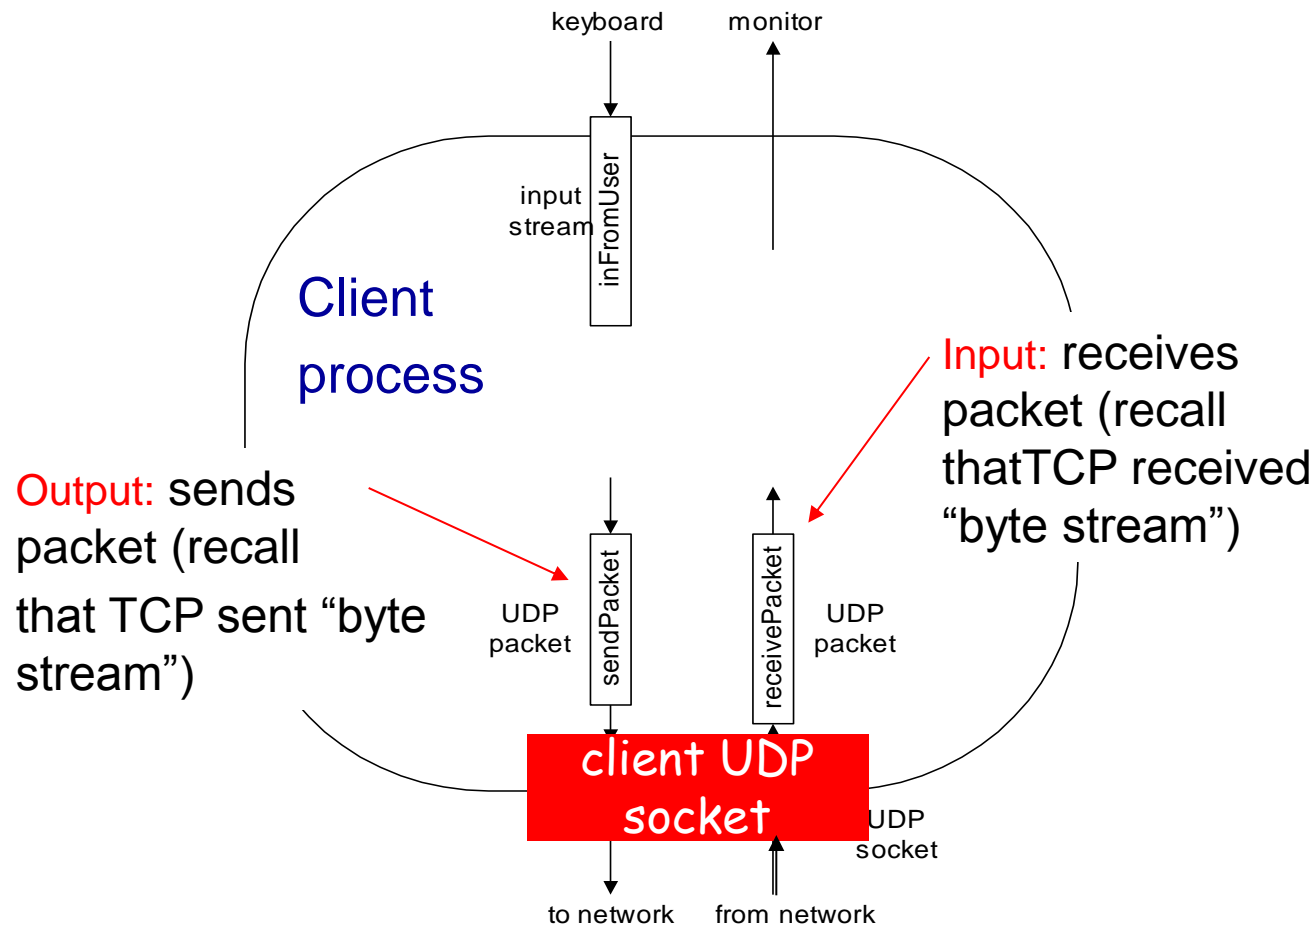 keyboard
monitor
input
stream
inFromUser
Client
process
Input: receives
packet (recall
thatTCP received
“byte stream”)
Output: sends
packet (recall
that TCP sent “byte
stream”)
UDP
packet
sendPacket
receivePacket
UDP
packet
client UDP
socket
UDP
socket
to network
from network